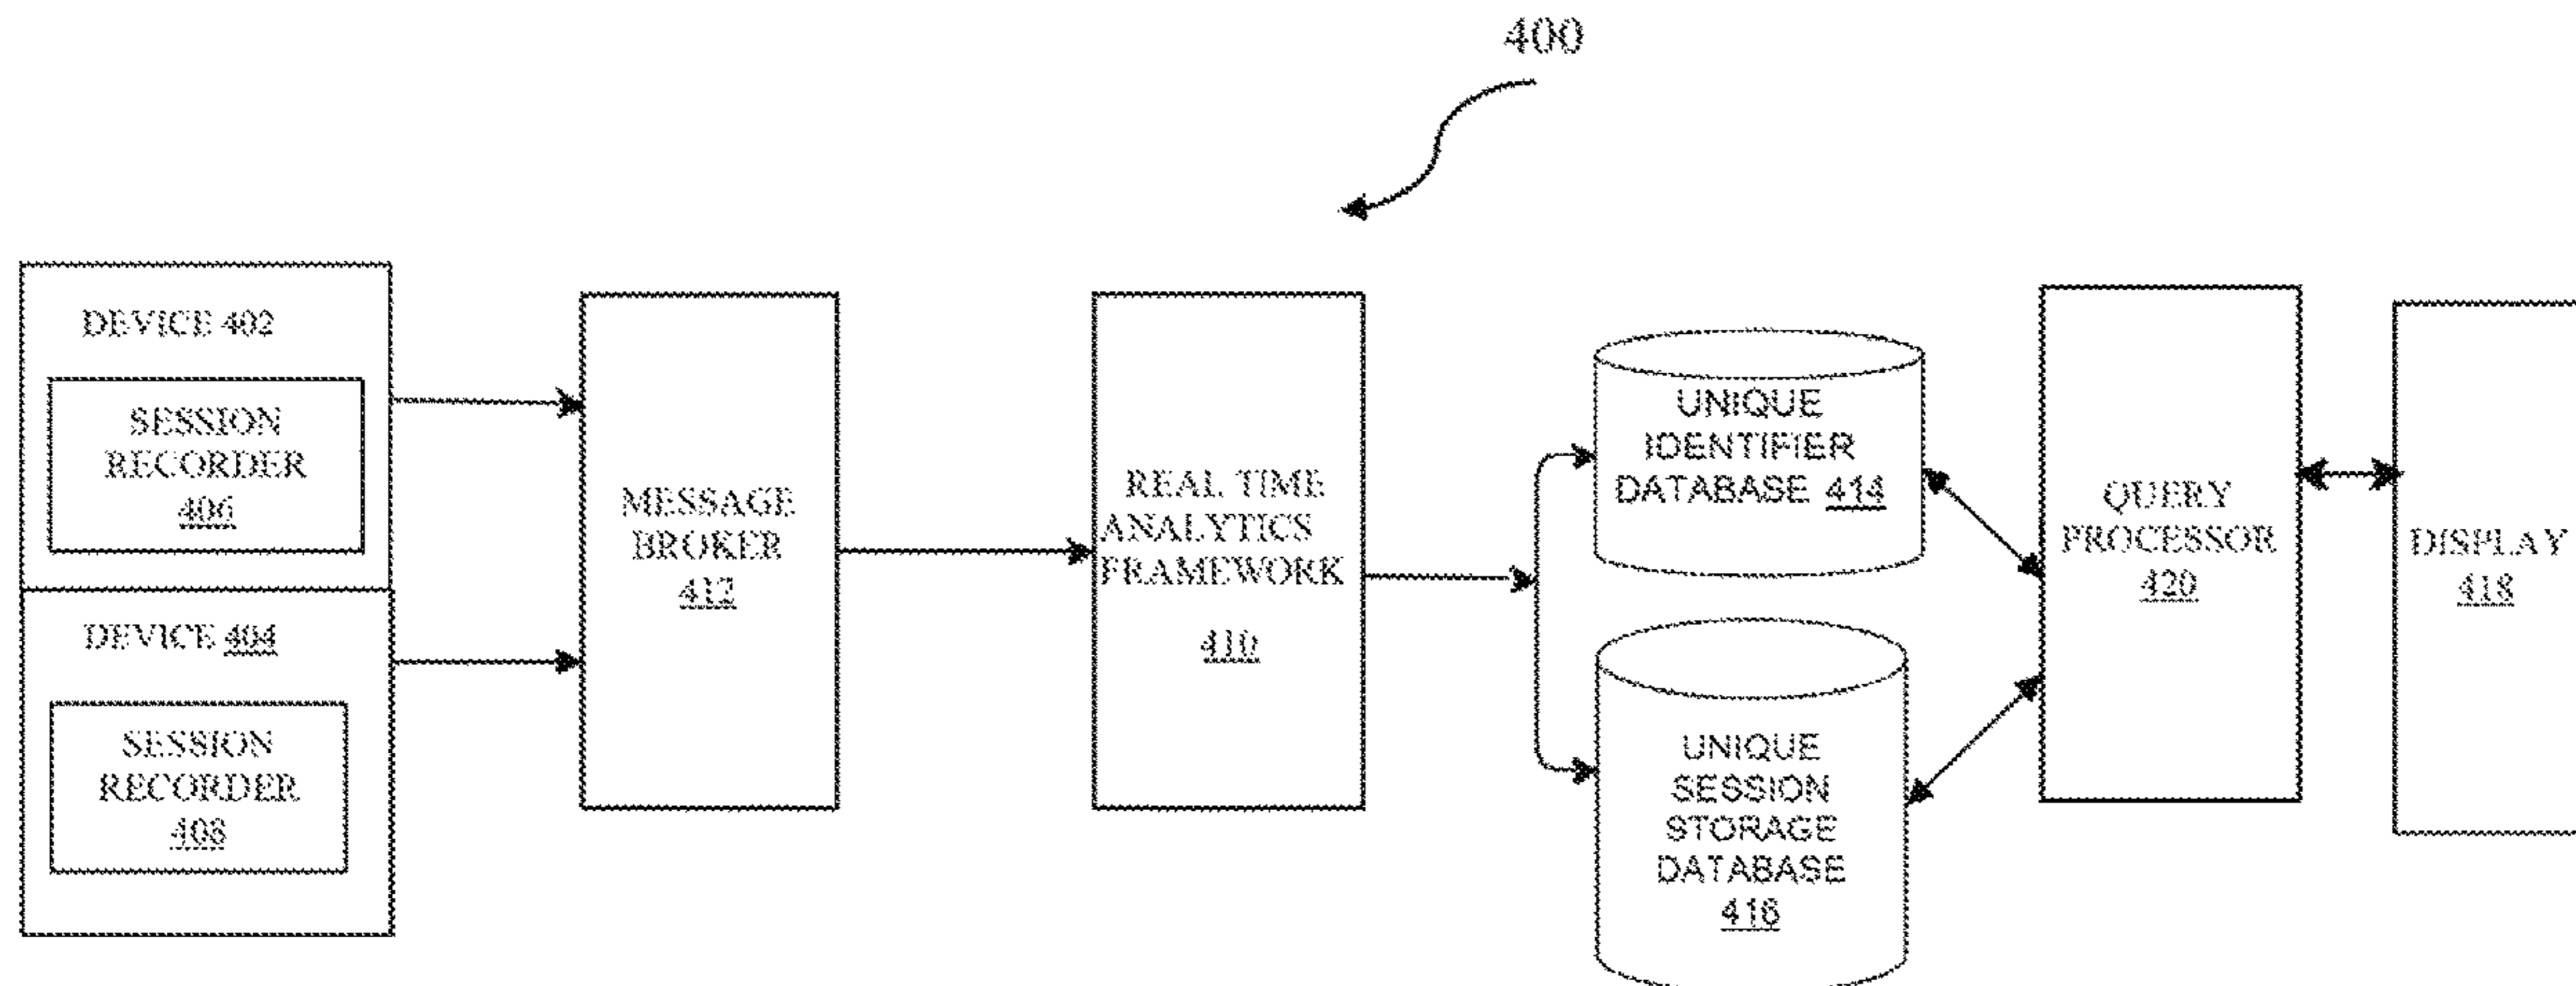 400
DEVICE 402
SESSION
RECORDER
406
DEVICE 404
SESSION
RECORDER
408
MESSAGE
BROKER
412
REAL TIME
ANALYTICS
FRAMEWORK
410
UNIQUE
IDENTIFIER
DATABASE 414
UNIQUE
SESSION
STORAGE
DATABASE
416
QUERY
PROCESSOR
420
DISPLAY
418